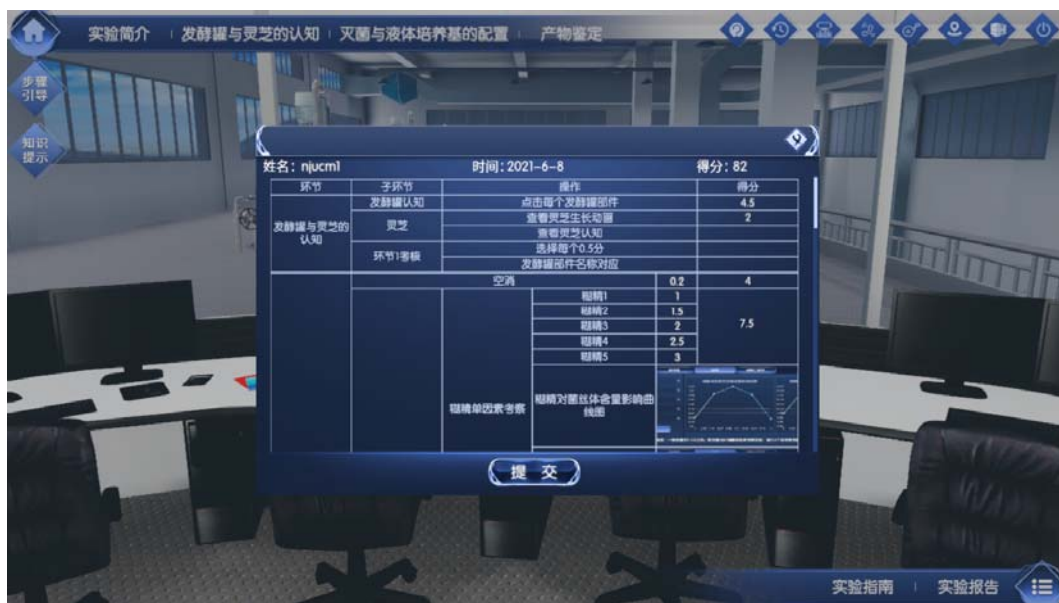 实验简介 发酵罐与灵芝的认知 灭菌与液体培养基的配置 产物鉴定
步骤
引导
知识
提示
姓名：njucm1 时间：2021-6-8 得分：82
环节 子环节 操作 得分
发酵罐与灵芝的
认知
发酵罐认知 点击每个发酵罐部件 4.5
灵芝 查看灵芝生长动画 2
查看灵芝认知
环节1考核 选择每个0.5分
发酵罐部件名称对应
空消 0.2 4
糊精单因素考察
糊精1 1
糊精2 1.5
糊精3 2 7.5
糊精4 2.5
糊精5 3
糊精对菌丝体含量影响曲
线图
提 交
实验指南 实验报告